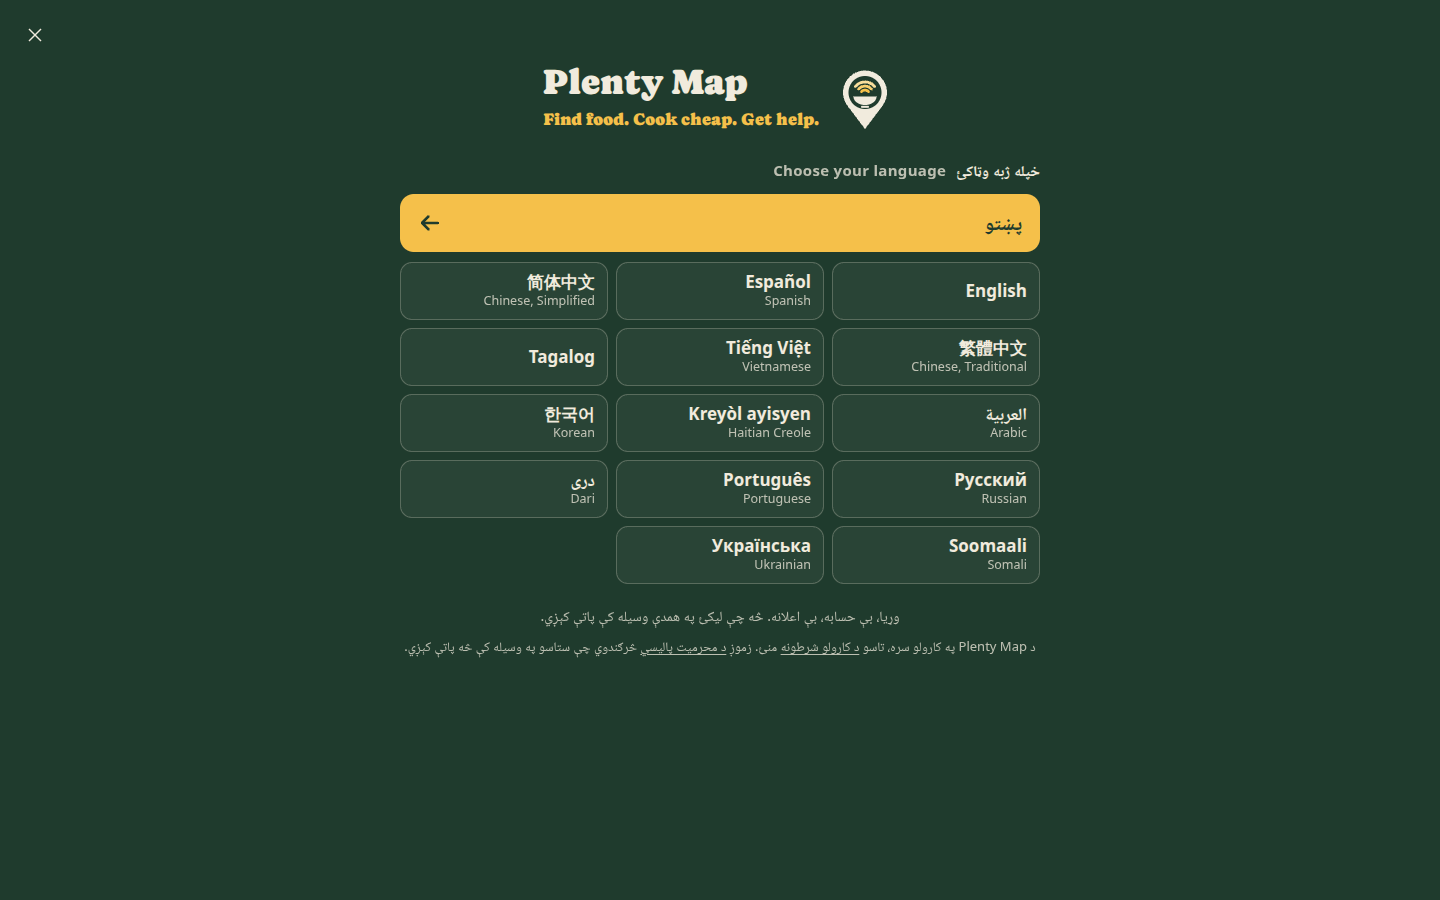 Plenty Map
Find food. Cook cheap. Get help.
خپله ژبه وټاکئ Choose your language
پښتو
English
Español
Spanish
简体中文
Chinese, Simplified
繁體中文
Chinese, Traditional
Tiếng Việt
Vietnamese
Tagalog
العربية
Arabic
Kreyòl ayisyen
Haitian Creole
한국어
Korean
Русский
Russian
Português
Portuguese
دری
Dari
Soomaali
Somali
Українська
Ukrainian
وړیا، بې حسابه، بې اعلانه. څه چې لیکئ په همدې وسیله کې پاتې کېږي.
د Plenty Map په کارولو سره، تاسو د کارولو شرطونه منئ. زموږ د محرمیت پالیسي څرګندوي چې ستاسو په وسیله کې څه پاتې کېږي.